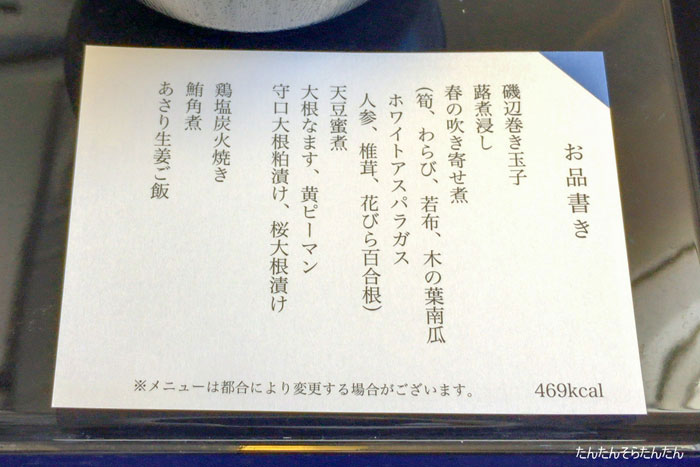 お品書き
磯辺巻き玉子
蕗煮浸し
春の吹き寄せ煮
(筍、わらび、若布、木の葉南瓜
ホワイトアスパラガス
人参、椎茸、花びら百合根)
天豆蜜煮
大根なます、黄ピーマン
守口大根粕漬け、桜大根漬け
鶏塩炭火焼き
鮪角煮
あさり生姜ご飯
469kcal
※メニューは都合により変更する場合がございます。
たんたんそらたんたん